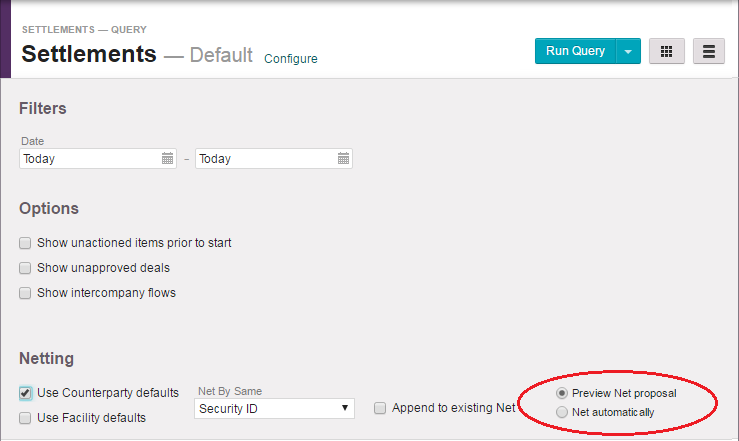 SETTLEMENTS — QUERY
Settlements — Default Configure
Run Query
Filters
Date
Today – Today
Options
Show unactioned items prior to start
Show unapproved deals
Show intercompany flows
Netting
Use Counterparty defaults
Use Facility defaults
Net By Same
Security ID
Append to existing Net
Preview Net proposal
Net automatically